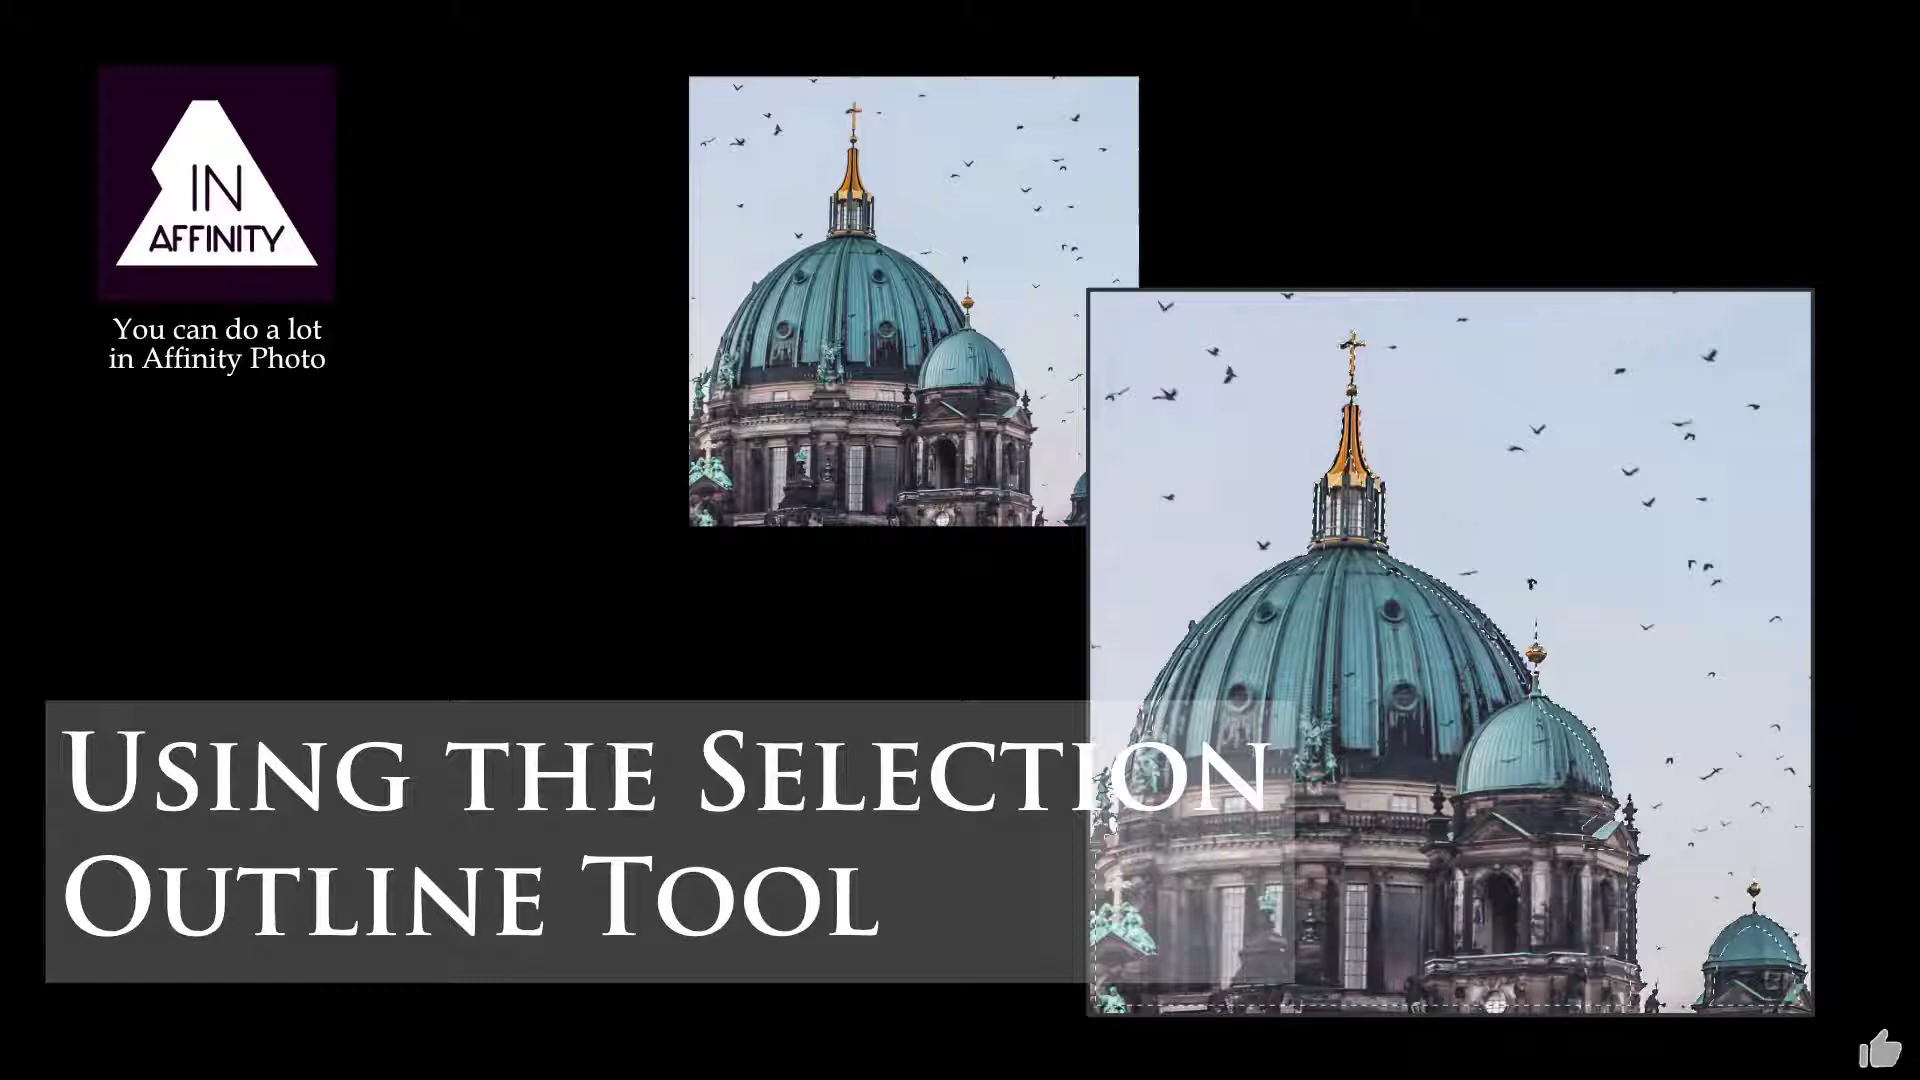 IN
AFFINITY
You can do a lot
in Affinity Photo
Using the Selection
Outline Tool